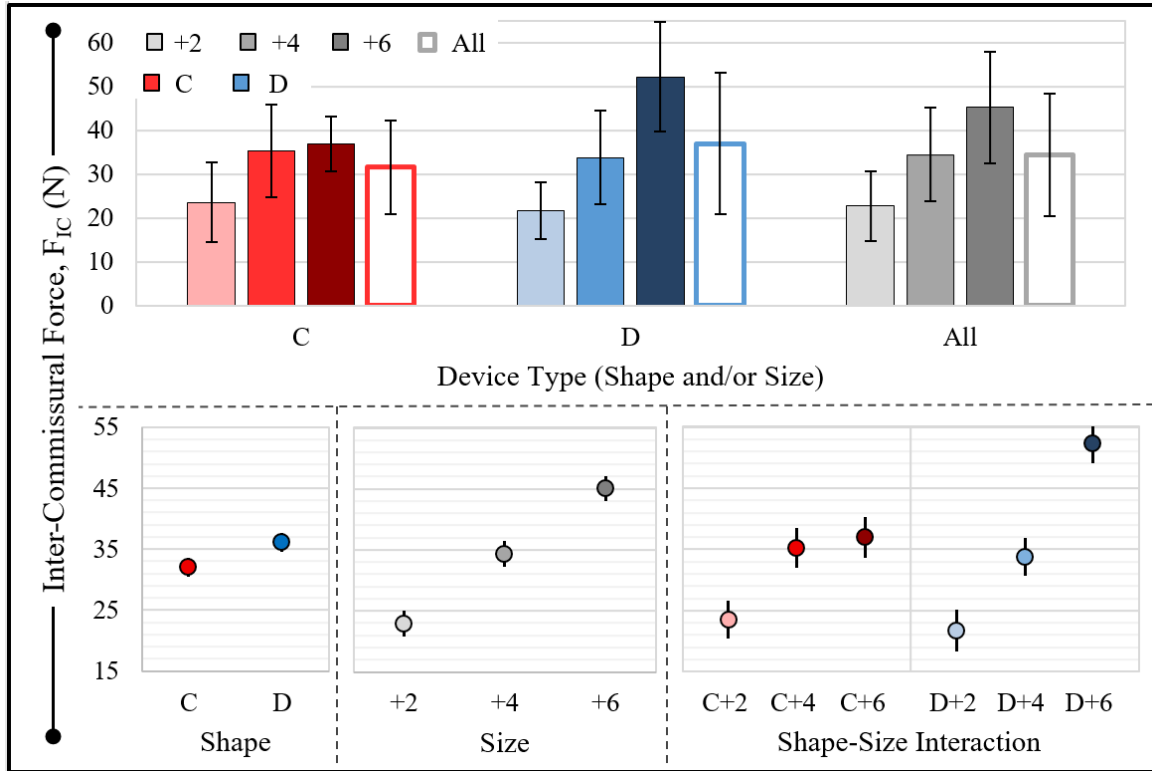 Inter-Commissural Force, F_IC (N)
+2 +4 +6 All
C D
60
50
40
30
20
10
0
C D All
Device Type (Shape and/or Size)
55
45
35
25
15
C D
Shape
+2 +4 +6
Size
C+2 C+4 C+6 D+2 D+4 D+6
Shape-Size Interaction